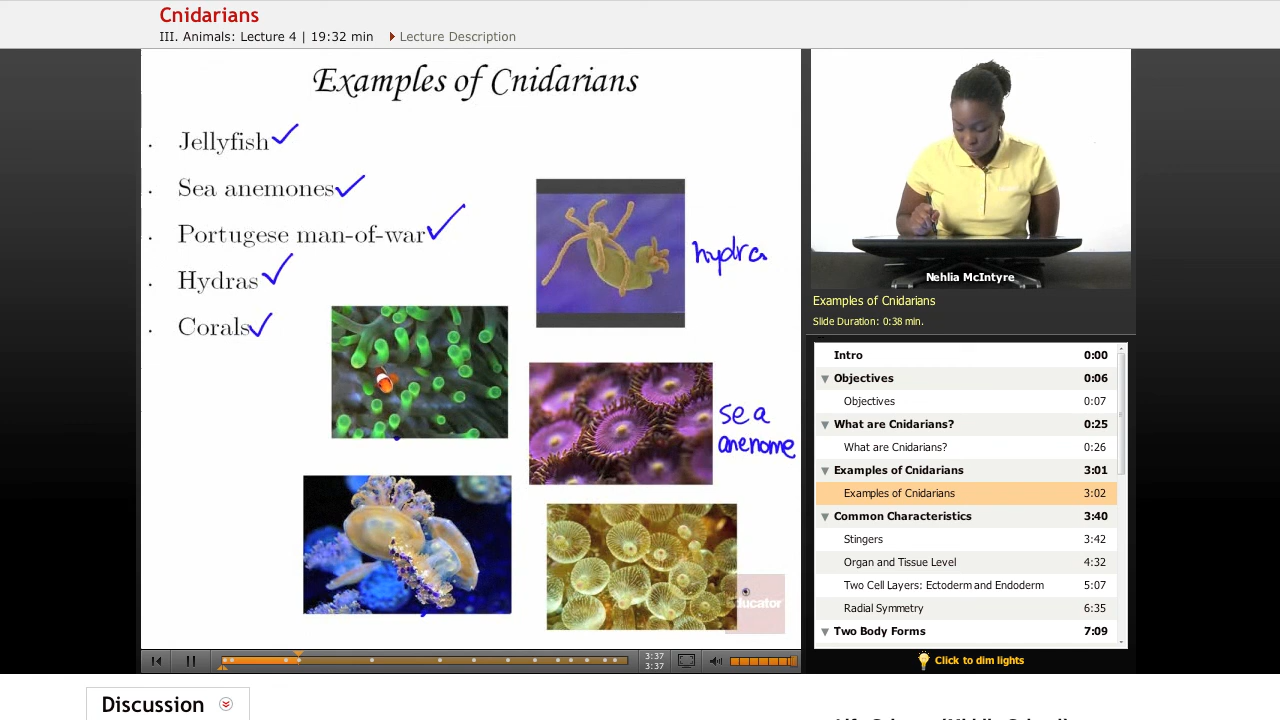 Cnidarians
III. Animals: Lecture 4 | 19:32 min
Lecture Description
Examples of Cnidarians
Jellyfish
Sea anemones
Portugese man-of-war
Hydras
Corals
hydra
sea
anenome
educator
3:37
3:37
Nehlia McIntyre
Examples of Cnidarians
Slide Duration: 0:38 min.
Intro 0:00
Objectives 0:06
Objectives 0:07
What are Cnidarians? 0:25
What are Cnidarians? 0:26
Examples of Cnidarians 3:01
Examples of Cnidarians 3:02
Common Characteristics 3:40
Stingers 3:42
Organ and Tissue Level 4:32
Two Cell Layers: Ectoderm and Endoderm 5:07
Radial Symmetry 6:35
Two Body Forms 7:09
Click to dim lights
Discussion